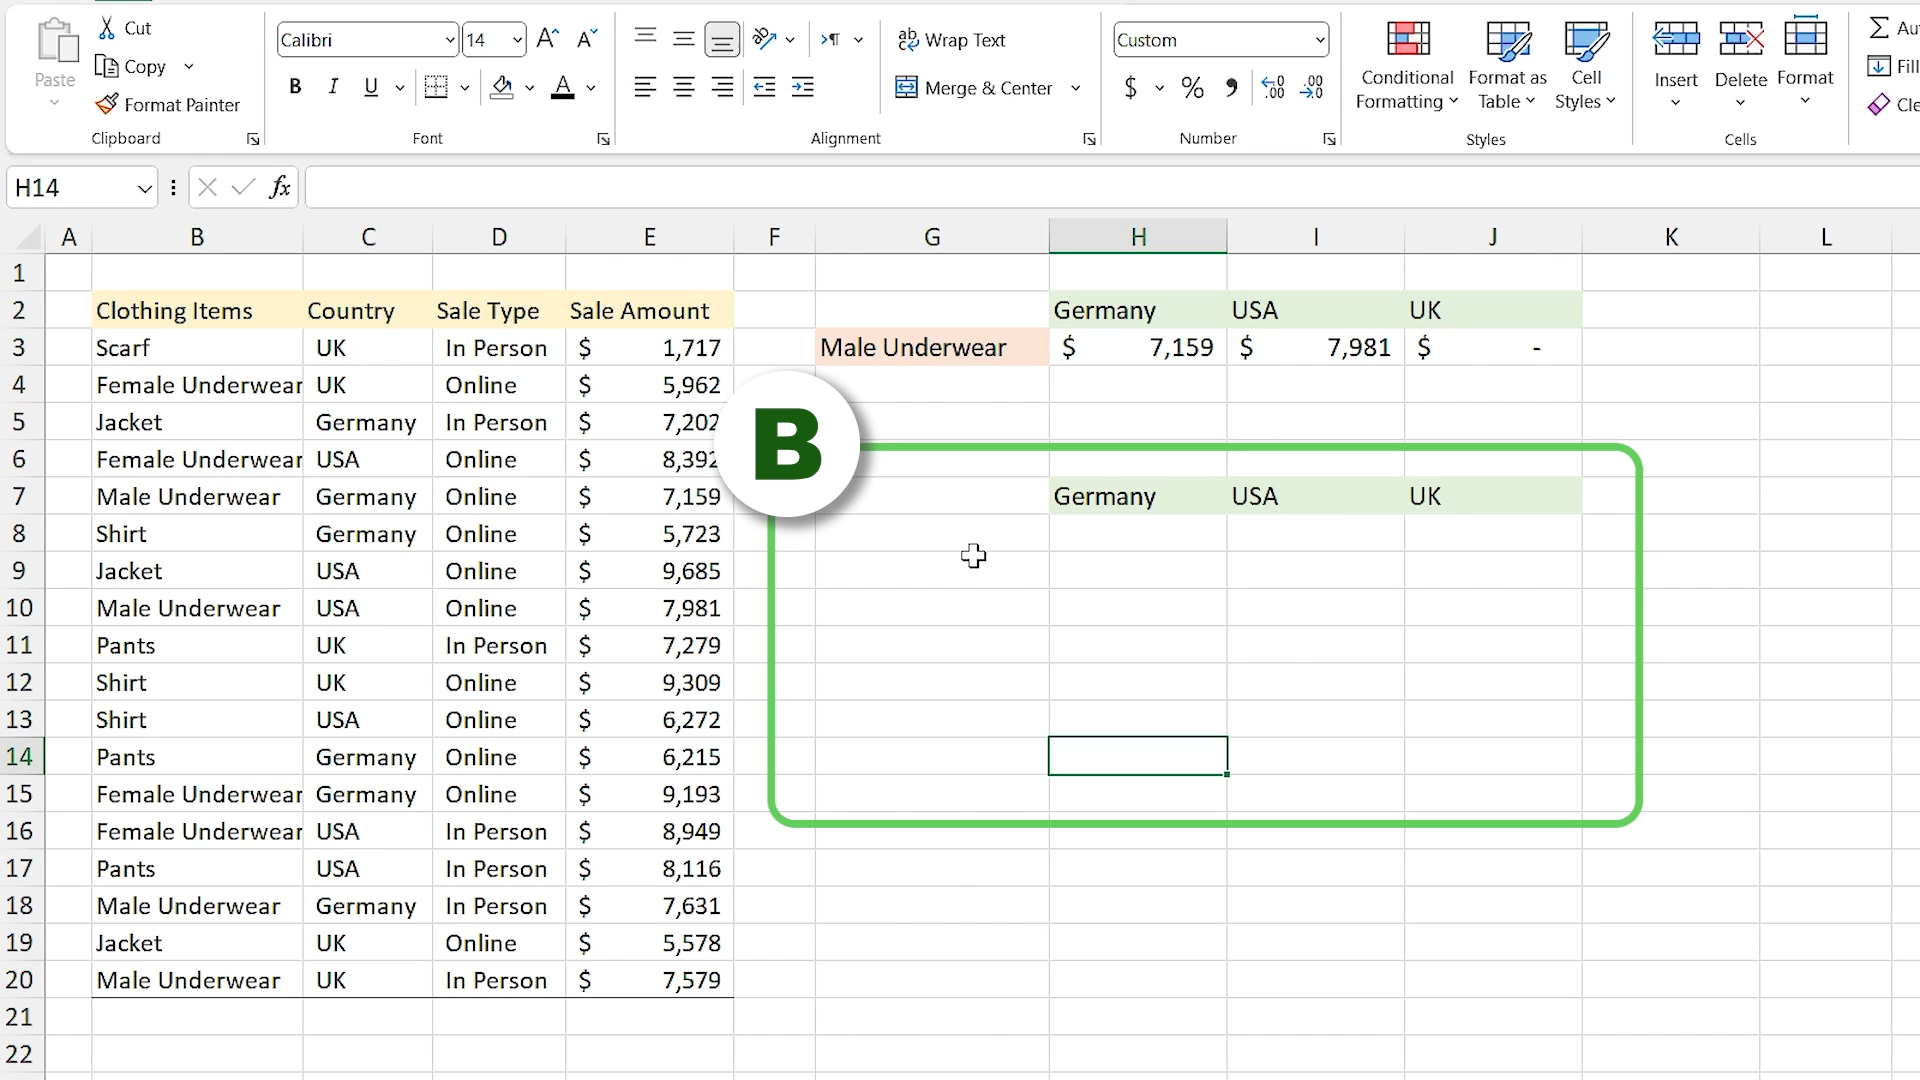 Cut
Copy
Paste
Format Painter
Clipboard
Calibri 14 A A
B I U A
Font
Wrap Text
Merge & Center
Alignment
Custom
$ % , .00 .00
Number
Conditional Formatting
Format as Table
Cell Styles
Styles
Insert
Delete
Format
Cells
Σ Au
Fill
Cle
H14 fx
A B C D E F G H I J K L
1
2 Clothing Items Country Sale Type Sale Amount Germany USA UK
3 Scarf UK In Person $ 1,717 Male Underwear $ 7,159 $ 7,981 $ -
4 Female Underwear UK Online $ 5,962
5 Jacket Germany In Person $ 7,202
B
6 Female Underwear USA Online $ 8,392
7 Male Underwear Germany Online $ 7,159 Germany USA UK
8 Shirt Germany Online $ 5,723
9 Jacket USA Online $ 9,685
10 Male Underwear USA Online $ 7,981
11 Pants UK In Person $ 7,279
12 Shirt UK Online $ 9,309
13 Shirt USA Online $ 6,272
14 Pants Germany Online $ 6,215
15 Female Underwear Germany Online $ 9,193
16 Female Underwear USA In Person $ 8,949
17 Pants USA In Person $ 8,116
18 Male Underwear Germany In Person $ 7,631
19 Jacket UK Online $ 5,578
20 Male Underwear UK In Person $ 7,579
21
22